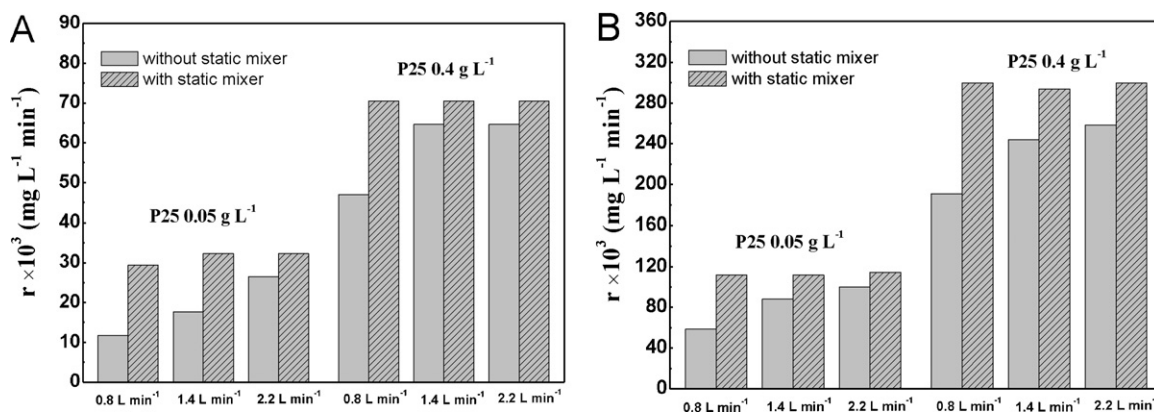 A
r ×10³ (mg L⁻¹ min⁻¹)
90
80
70
60
50
40
30
20
10
0
without static mixer
with static mixer
P25 0.4 g L⁻¹
P25 0.05 g L⁻¹
0.8 L min⁻¹ 1.4 L min⁻¹ 2.2 L min⁻¹ 0.8 L min⁻¹ 1.4 L min⁻¹ 2.2 L min⁻¹
B
r ×10³ (mg L⁻¹ min⁻¹)
360
320
280
240
200
160
120
80
40
0
without static mixer
with static mixer
P25 0.4 g L⁻¹
P25 0.05 g L⁻¹
0.8 L min⁻¹ 1.4 L min⁻¹ 2.2 L min⁻¹ 0.8 L min⁻¹ 1.4 L min⁻¹ 2.2 L min⁻¹